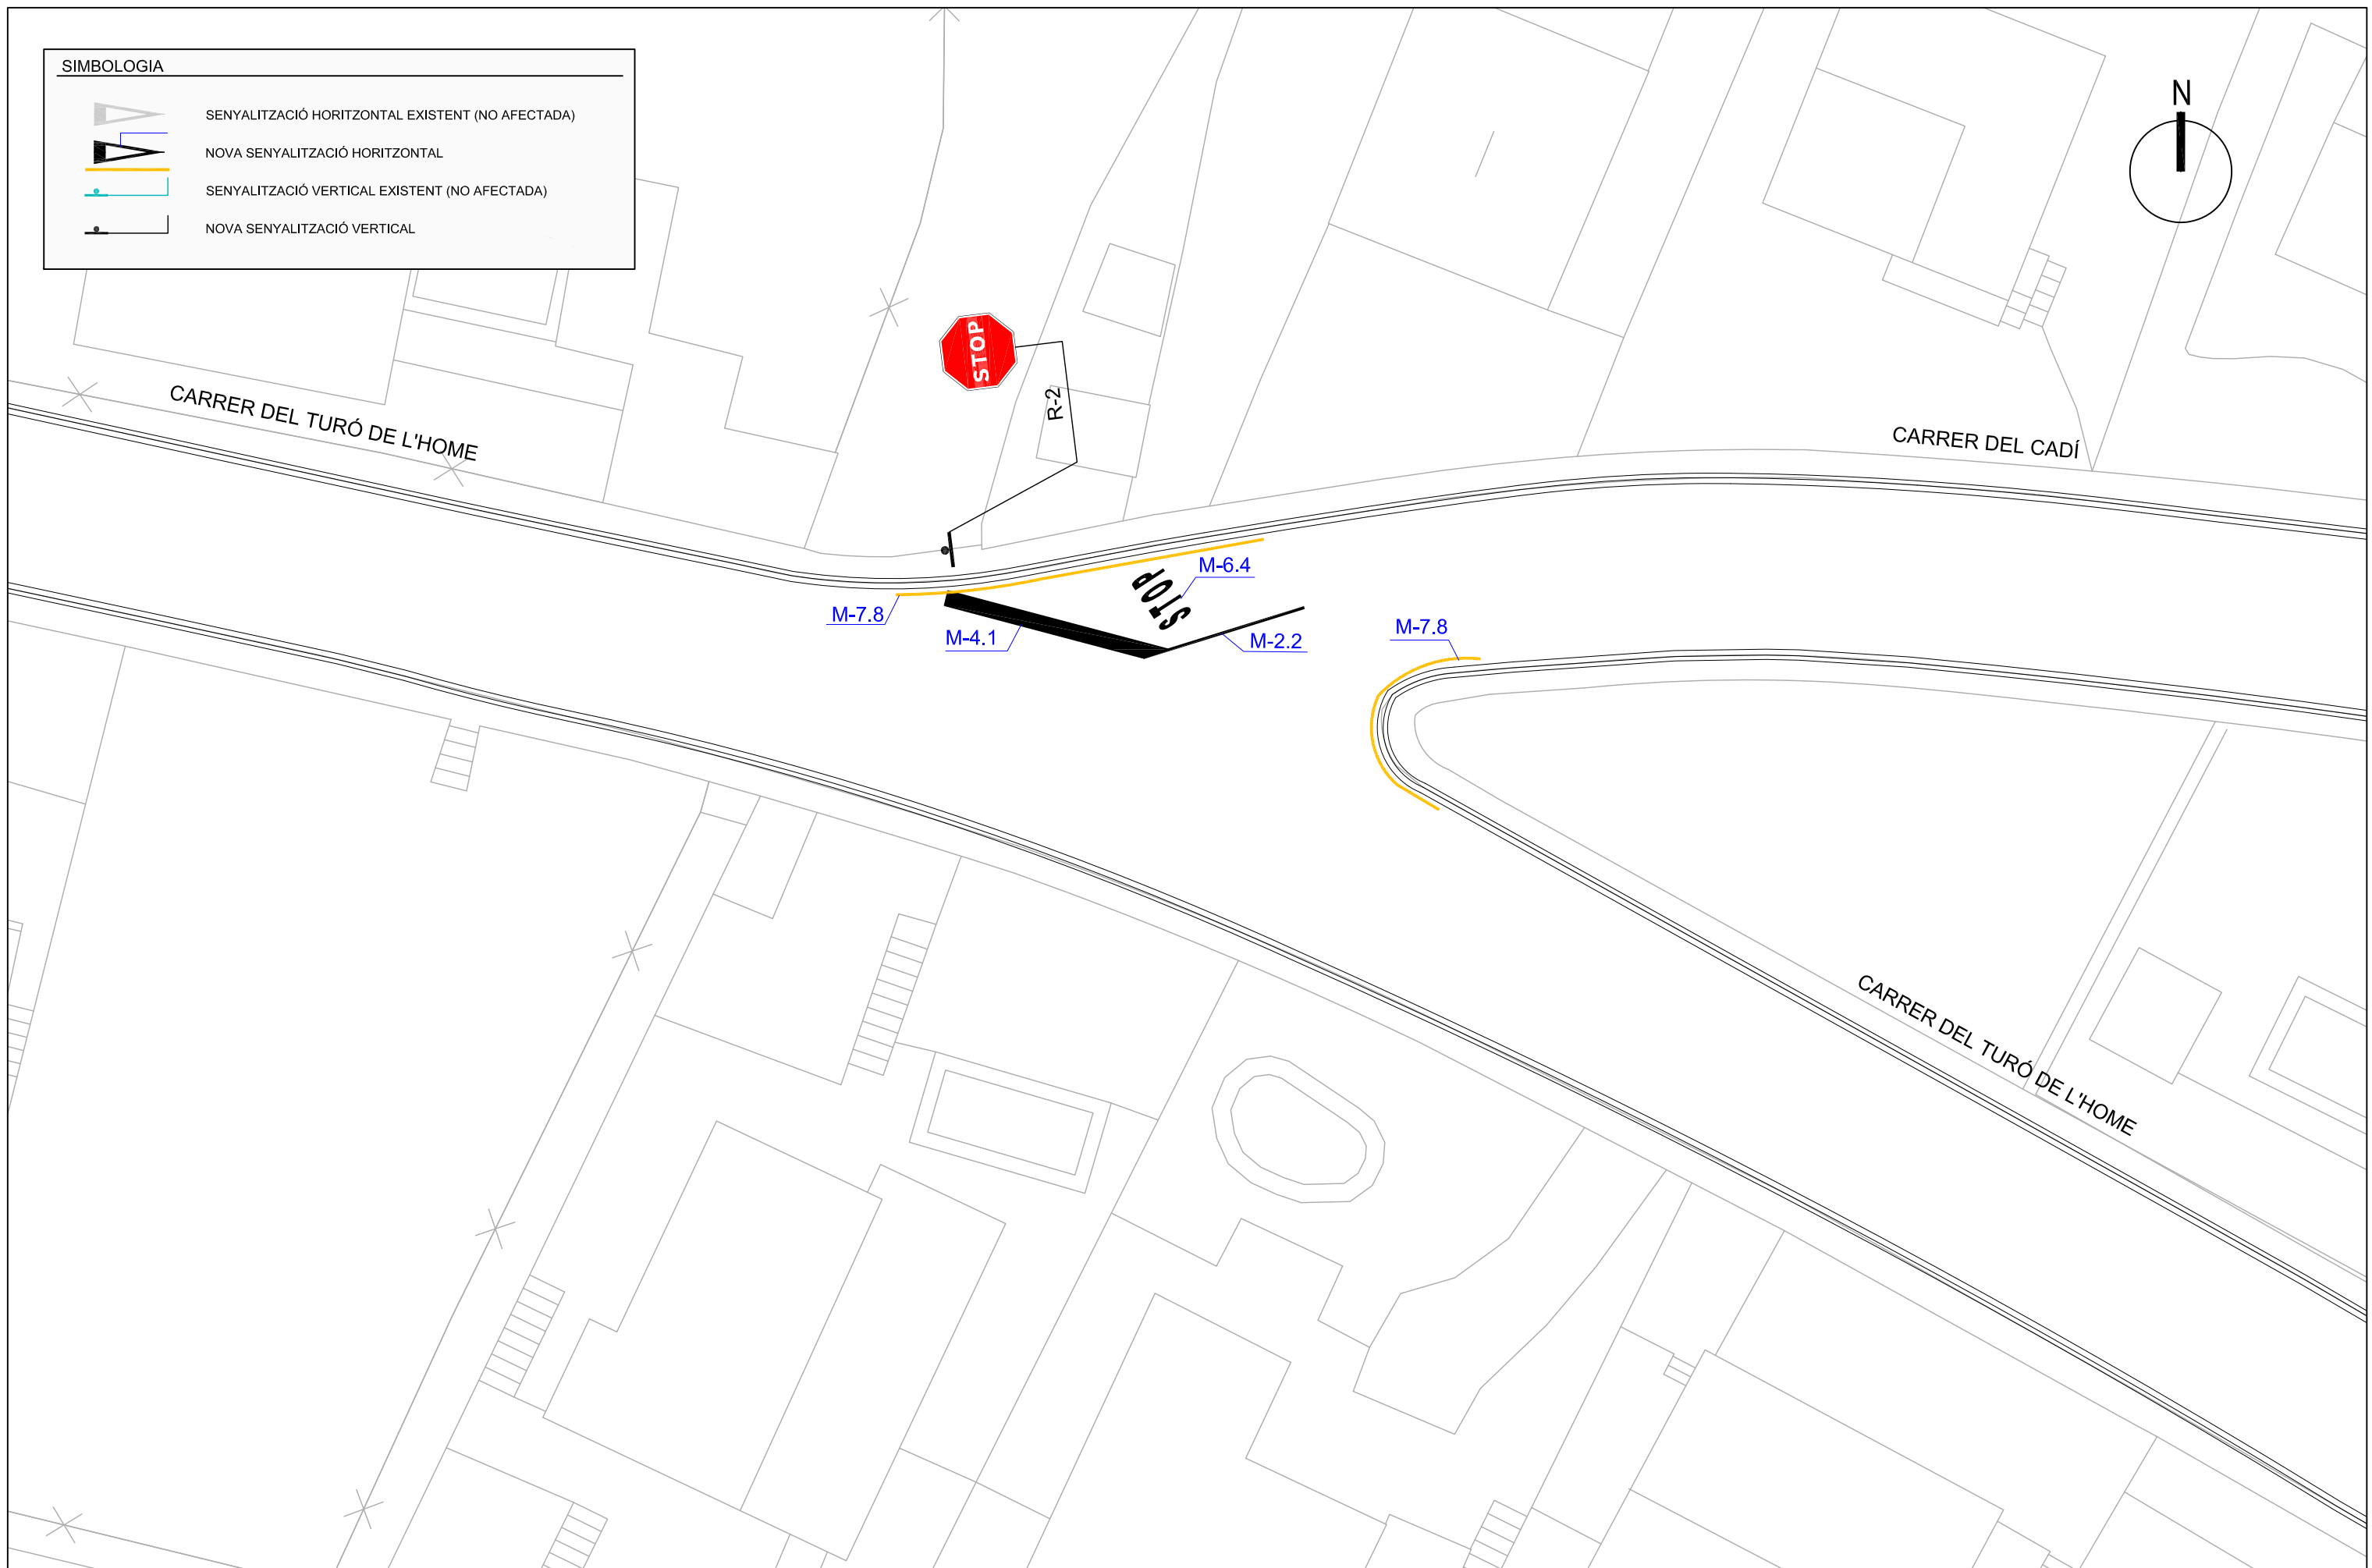 SIMBOLOGIA
SENYALITZACIÓ HORITZONTAL EXISTENT (NO AFECTADA)
NOVA SENYALITZACIÓ HORITZONTAL
SENYALITZACIÓ VERTICAL EXISTENT (NO AFECTADA)
NOVA SENYALITZACIÓ VERTICAL
N
STOP
R-2
CARRER DEL TURÓ DE L'HOME
CARRER DEL CADÍ
M-6.4
STOP
M-7.8
M-4.1
M-2.2
M-7.8
CARRER DEL TURÓ DE L'HOME